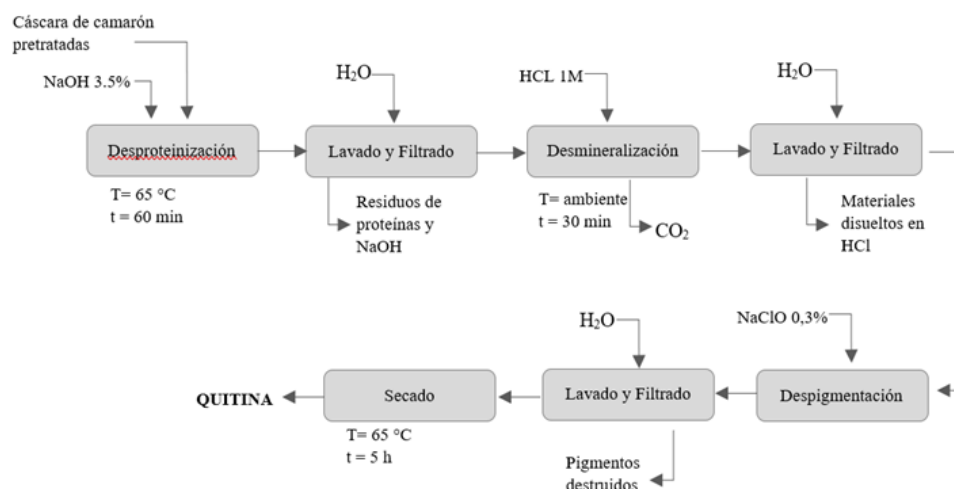 Cáscara de camarón
pretratadas
NaOH 3.5%
H₂O
HCL 1M
H₂O
Desproteinización
Lavado y Filtrado
Desmineralización
Lavado y Filtrado
T= 65 °C
t = 60 min
Residuos de
proteínas y
NaOH
T= ambiente
t = 30 min
CO₂
Materiales
disueltos en
HCl
H₂O
NaClO 0,3%
QUITINA
Secado
Lavado y Filtrado
Despigmentación
T= 65 °C
t = 5 h
Pigmentos
destruidos